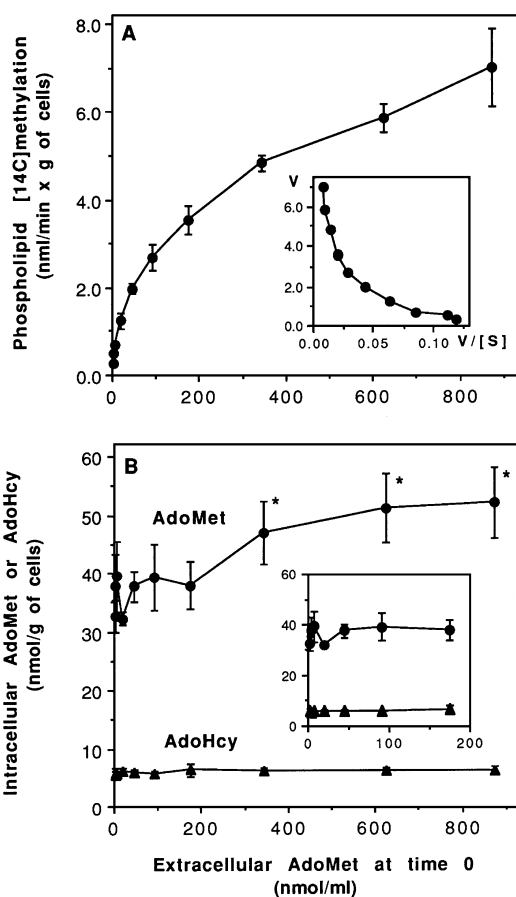 A
Phospholipid [14C]methylation
(nml/min x g of cells)
8.0
6.0
4.0
2.0
0.0
0 200 400 600 800
V
6.0
4.0
2.0
0.0
0.00 0.05 0.10 V/[S]
B
Intracellular AdoMet or AdoHcy
(nmol/g of cells)
60
50
40
30
20
10
0
AdoMet
* * *
AdoHcy
60
40
20
0
0 100 200
0 200 400 600 800
Extracellular AdoMet at time 0
(nmol/ml)